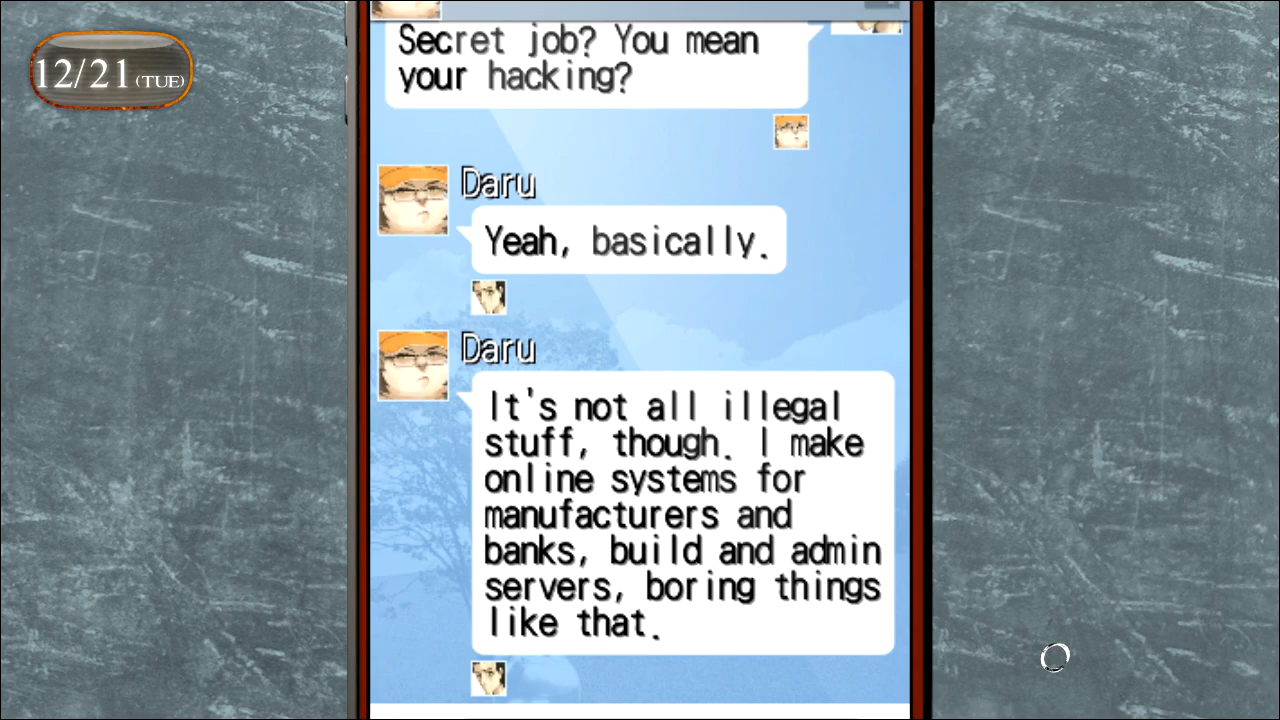 12/21 (TUE)
Secret job? You mean
your hacking?
Daru
Yeah, basically.
Daru
It's not all illegal
stuff, though. I make
online systems for
manufacturers and
banks, build and admin
servers, boring things
like that.